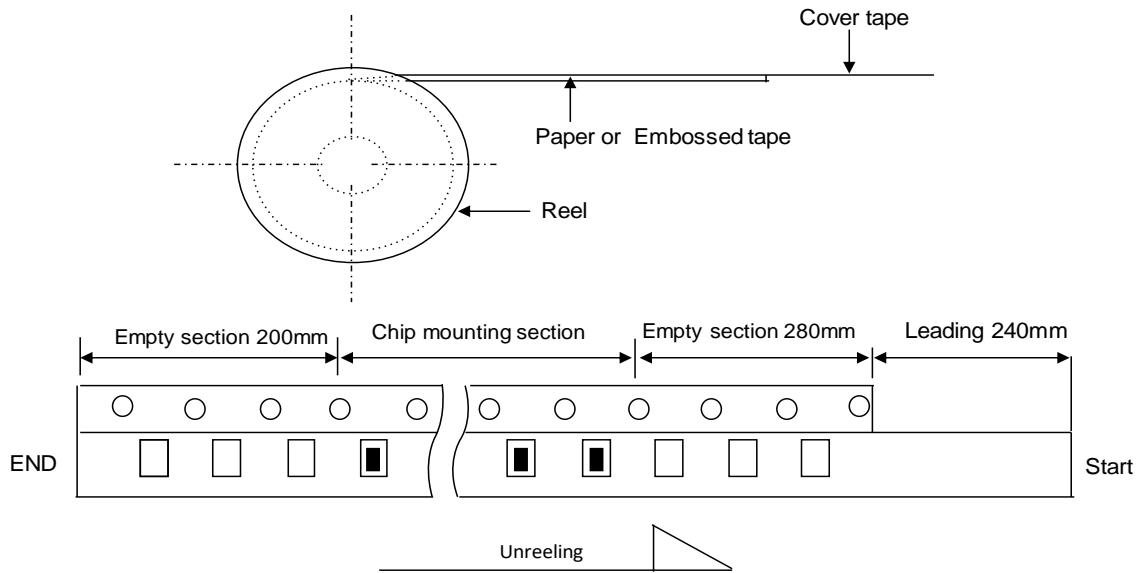 Cover tape
Paper or Embossed tape
Reel
Empty section 200mm
Chip mounting section
Empty section 280mm
Leading 240mm
END
Start
Unreeling